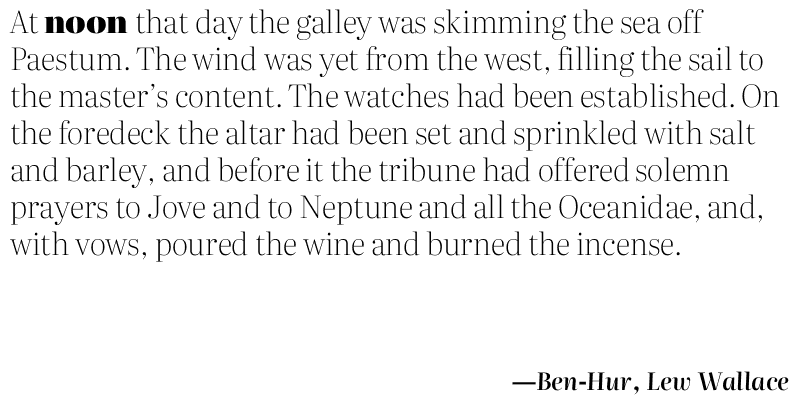 At noon that day the galley was skimming the sea off
Paestum. The wind was yet from the west, filling the sail to
the master’s content. The watches had been established. On
the foredeck the altar had been set and sprinkled with salt
and barley, and before it the tribune had offered solemn
prayers to Jove and to Neptune and all the Oceanidae, and,
with vows, poured the wine and burned the incense.
—Ben-Hur, Lew Wallace